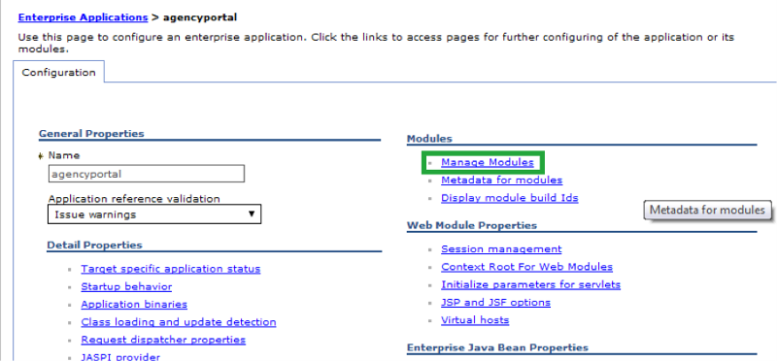 Enterprise Applications > agencyportal
Use this page to configure an enterprise application. Click the links to access pages for further configuring of the application or its
modules.
Configuration
General Properties
Name
agencyportal
Application reference validation
Issue warnings
Detail Properties
Target specific application status
Startup behavior
Application binaries
Class loading and update detection
Request dispatcher properties
JASPI provider
Modules
Manage Modules
Metadata for modules
Display module build Ids
Metadata for modules
Web Module Properties
Session management
Context Root For Web Modules
Initialize parameters for servlets
JSP and JSF options
Virtual hosts
Enterprise Java Bean Properties